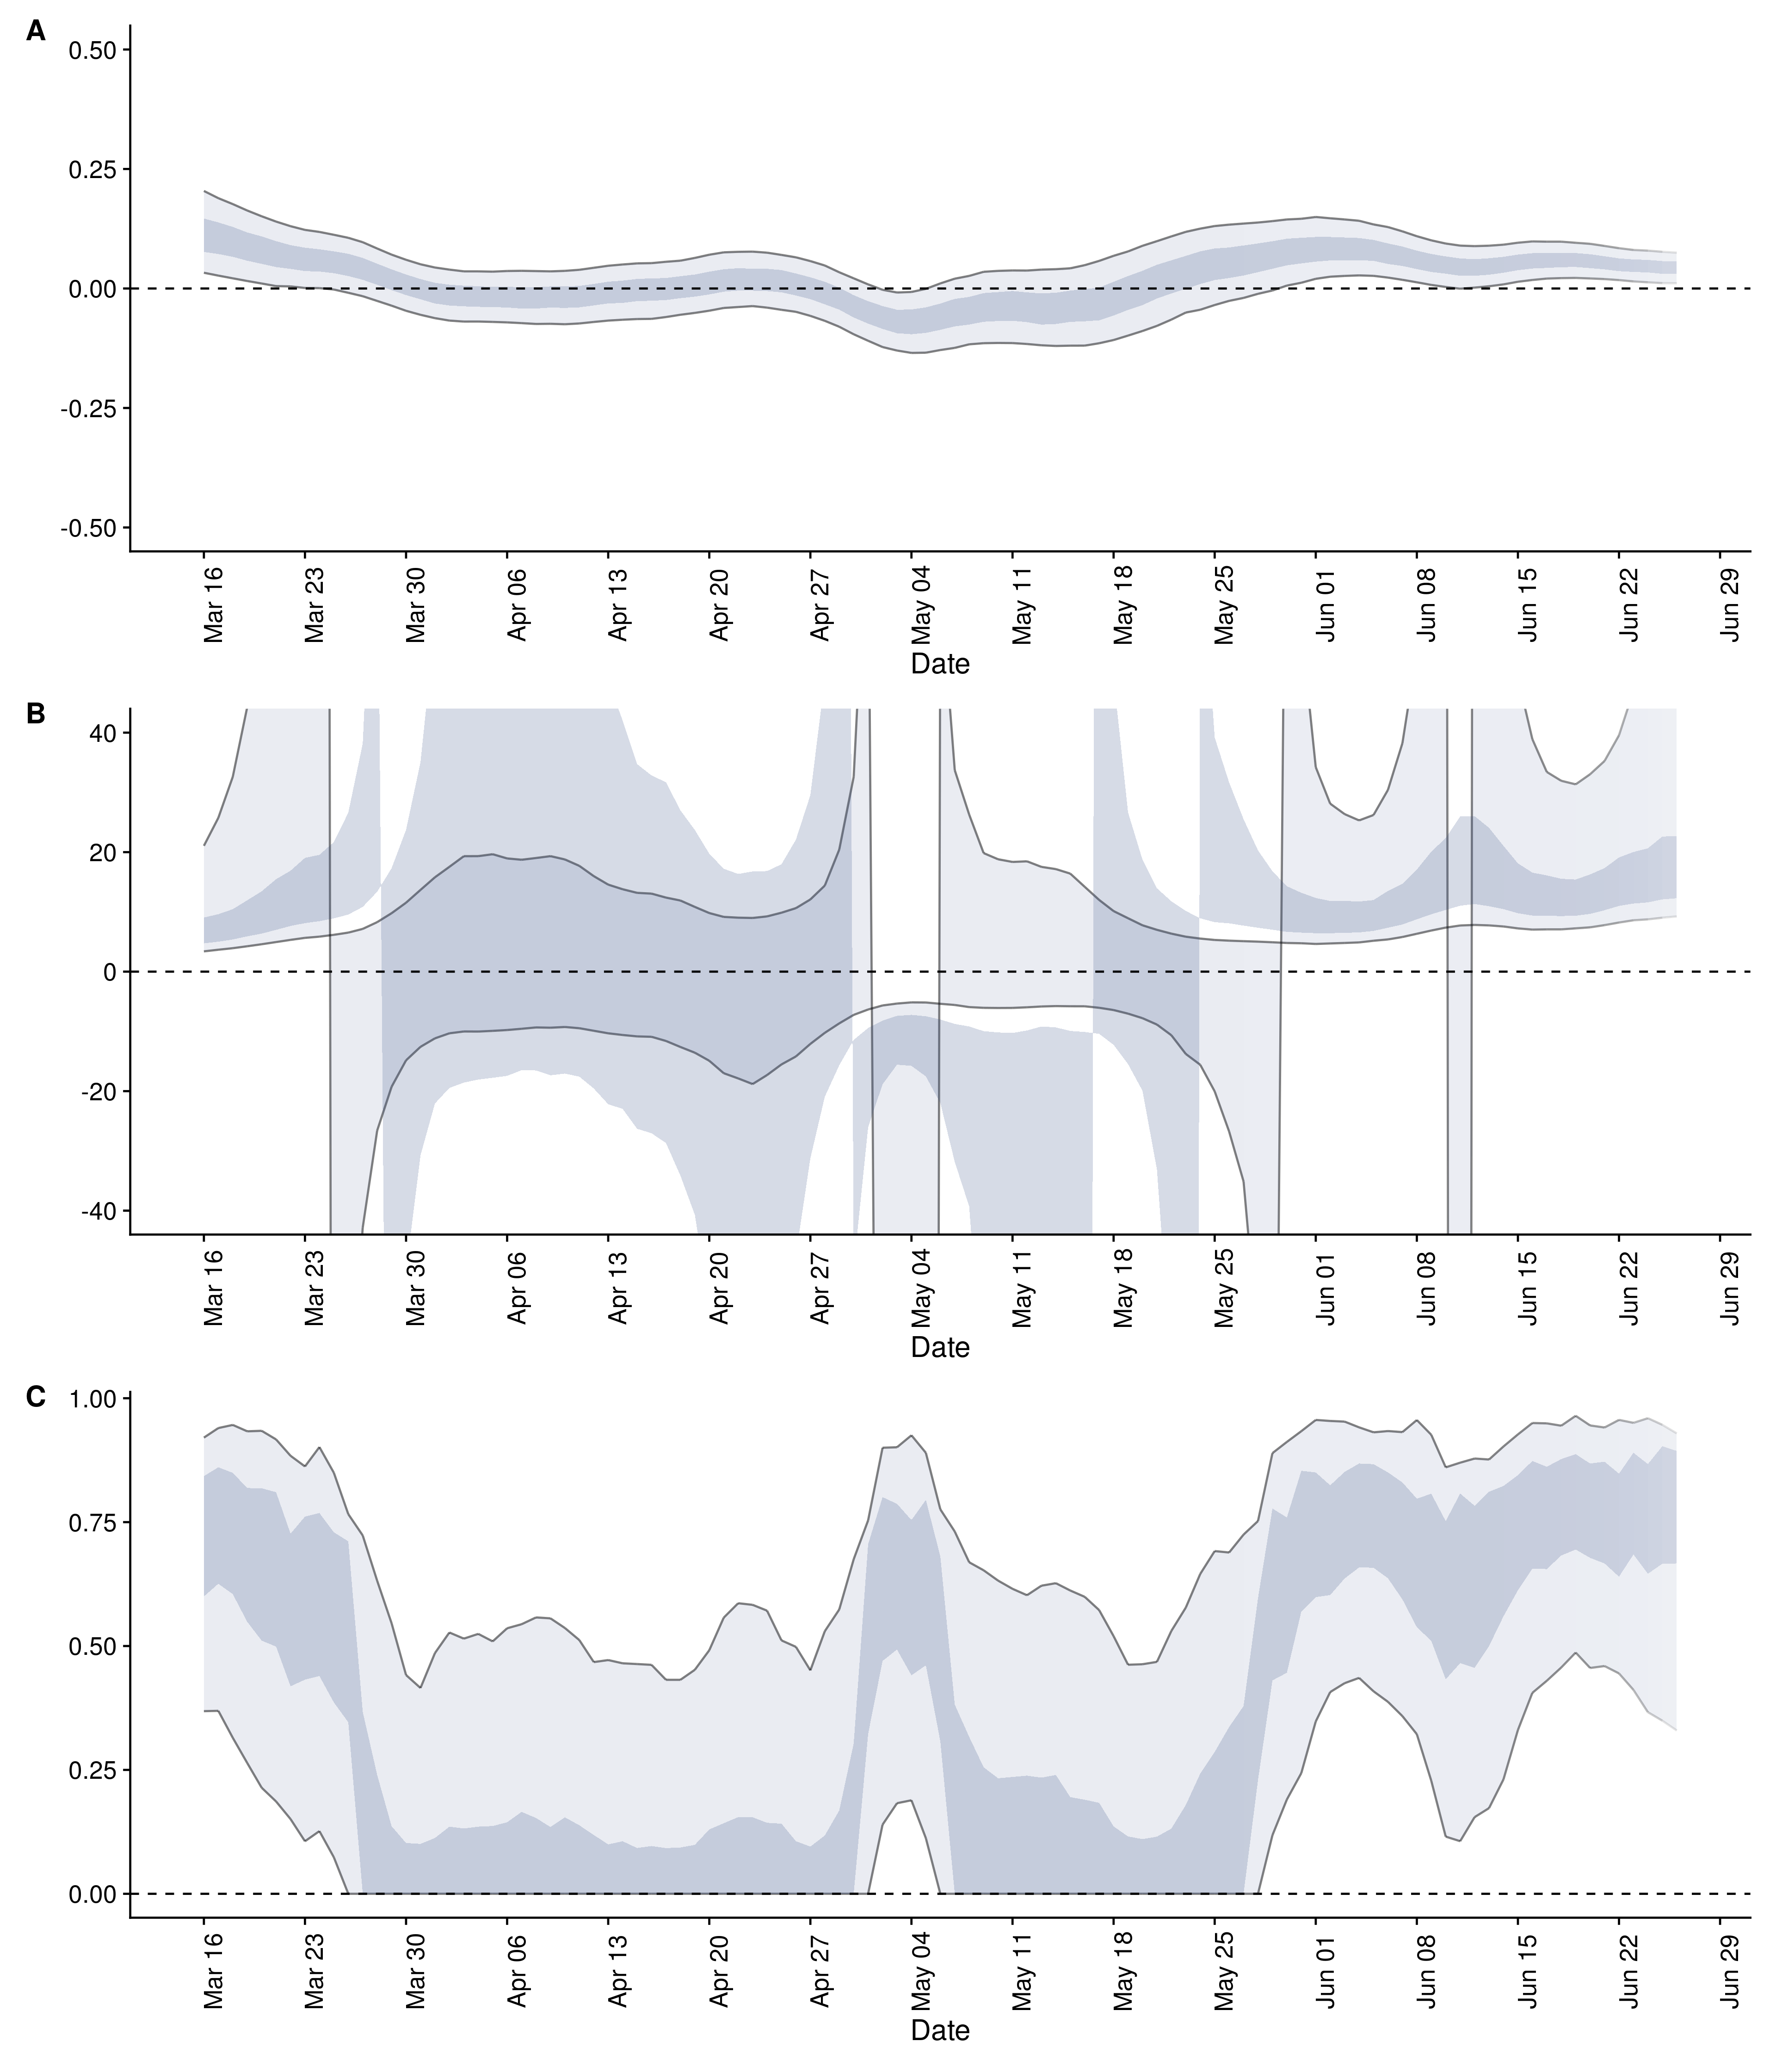 A
0.50
0.25
0.00
-0.25
-0.50
Mar 16
Mar 23
Mar 30
Apr 06
Apr 13
Apr 20
Apr 27
May 04
May 11
May 18
May 25
Jun 01
Jun 08
Jun 15
Jun 22
Jun 29
Date
B
40
20
0
-20
-40
Mar 16
Mar 23
Mar 30
Apr 06
Apr 13
Apr 20
Apr 27
May 04
May 11
May 18
May 25
Jun 01
Jun 08
Jun 15
Jun 22
Jun 29
Date
C
1.00
0.75
0.50
0.25
0.00
Mar 16
Mar 23
Mar 30
Apr 06
Apr 13
Apr 20
Apr 27
May 04
May 11
May 18
May 25
Jun 01
Jun 08
Jun 15
Jun 22
Jun 29
Date